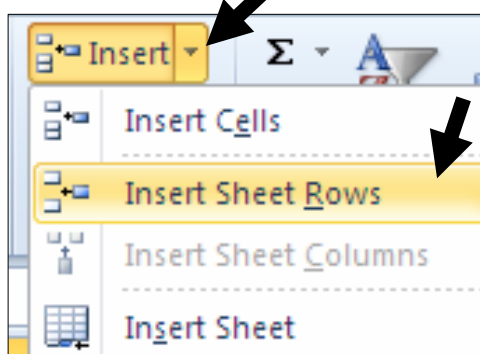 Insert Σ
Insert Cells
Insert Sheet Rows
Insert Sheet Columns
Insert Sheet